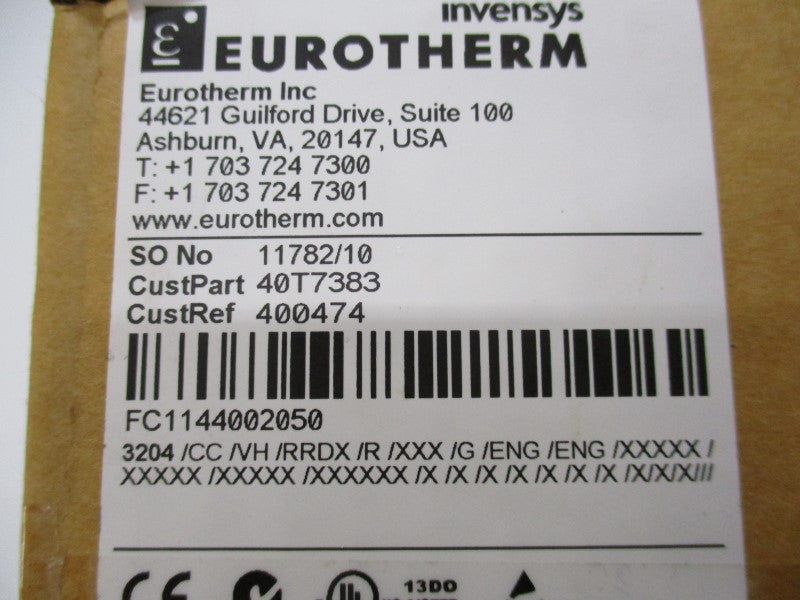 invensys
ε EUROTHERM
Eurotherm Inc
44621 Guilford Drive, Suite 100
Ashburn, VA, 20147, USA
T: +1 703 724 7300
F: +1 703 724 7301
www.eurotherm.com
SO No 11782/10
CustPart 40T7383
CustRef 400474
FC1144002050
3204 /CC /VH /RRDX /R /XXX /G /ENG /ENG /XXXXX /
XXXXX /XXXXX /XXXXXX /X /X /X /X /X /X /X /X/X/X///
CE UL 13DO